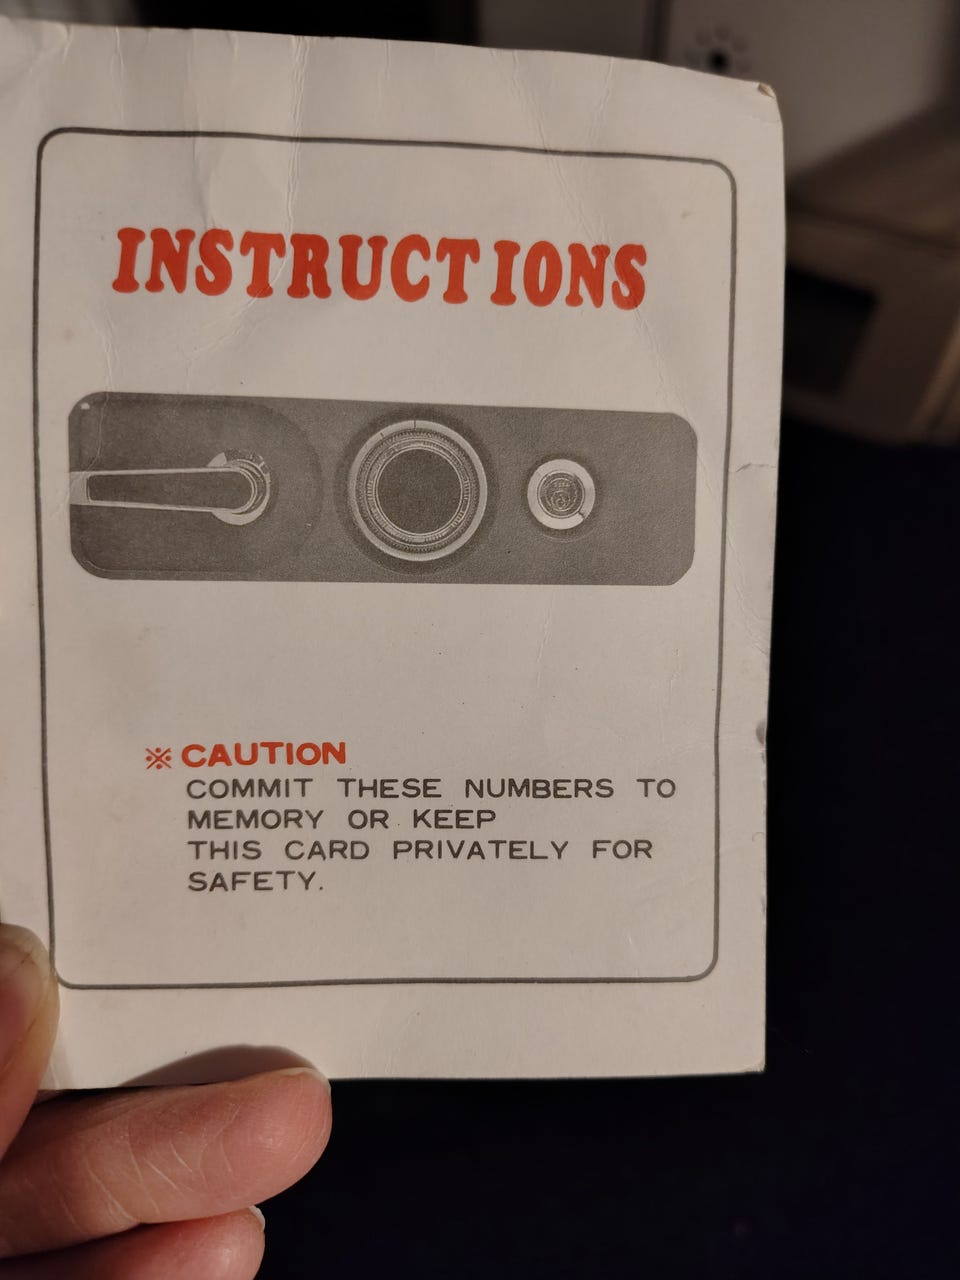 INSTRUCTIONS
※CAUTION
COMMIT THESE NUMBERS TO
MEMORY OR KEEP
THIS CARD PRIVATELY FOR
SAFETY.